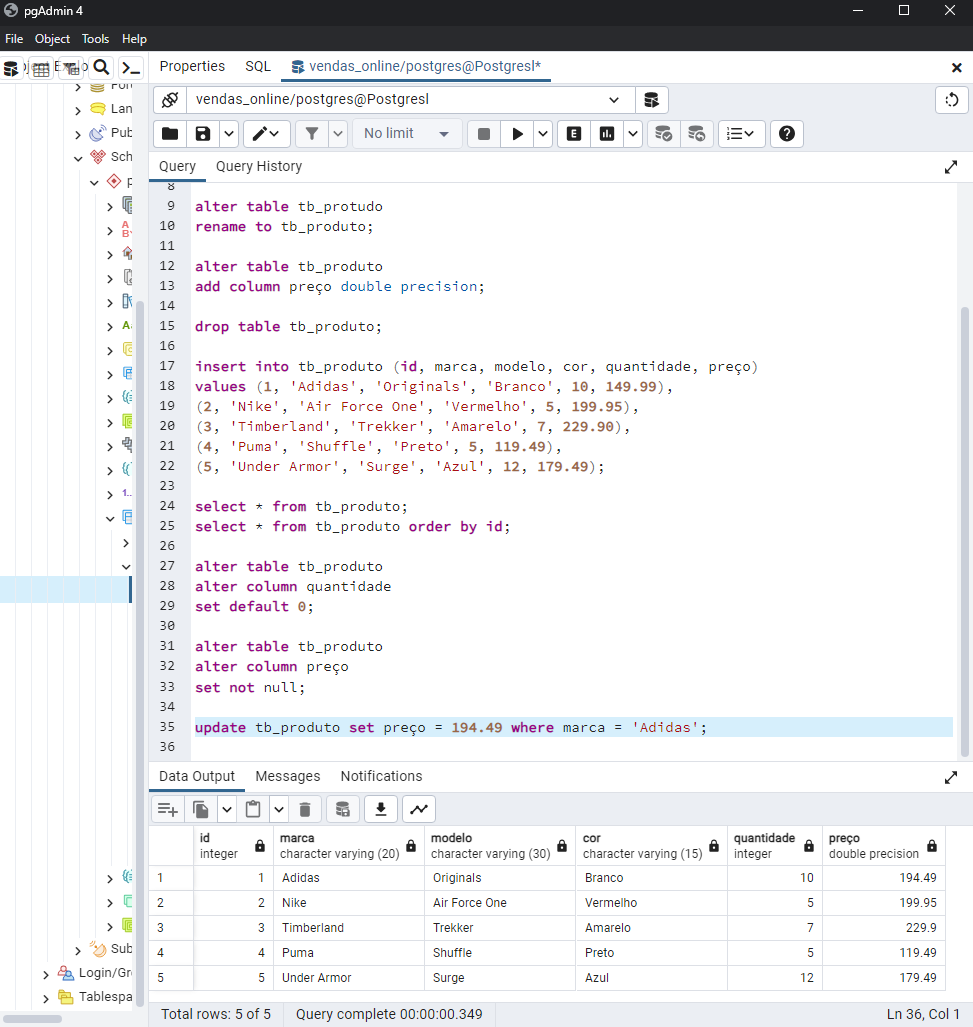 pgAdmin 4
File Object Tools Help
Properties SQL vendas_online/postgres@Postgresl*
vendas_online/postgres@Postgresl
No limit
E
Query Query History
Lan
Pub
Sch
Sub
Login/Gr
Tablespa
8
9 alter table tb_protudo
10 rename to tb_produto;
11
12 alter table tb_produto
13 add column preço double precision;
14
15 drop table tb_produto;
16
17 insert into tb_produto (id, marca, modelo, cor, quantidade, preço)
18 values (1, 'Adidas', 'Originals', 'Branco', 10, 149.99),
19 (2, 'Nike', 'Air Force One', 'Vermelho', 5, 199.95),
20 (3, 'Timberland', 'Trekker', 'Amarelo', 7, 229.90),
21 (4, 'Puma', 'Shuffle', 'Preto', 5, 119.49),
22 (5, 'Under Armor', 'Surge', 'Azul', 12, 179.49);
23
24 select * from tb_produto;
25 select * from tb_produto order by id;
26
27 alter table tb_produto
28 alter column quantidade
29 set default 0;
30
31 alter table tb_produto
32 alter column preço
33 set not null;
34
35 update tb_produto set preço = 194.49 where marca = 'Adidas';
36
Data Output Messages Notifications
id marca modelo cor quantidade preço
integer character varying (20) character varying (30) character varying (15) integer double precision
1 1 Adidas Originals Branco 10 194.49
2 2 Nike Air Force One Vermelho 5 199.95
3 3 Timberland Trekker Amarelo 7 229.9
4 4 Puma Shuffle Preto 5 119.49
5 5 Under Armor Surge Azul 12 179.49
Total rows: 5 of 5 Query complete 00:00:00.349 Ln 36, Col 1